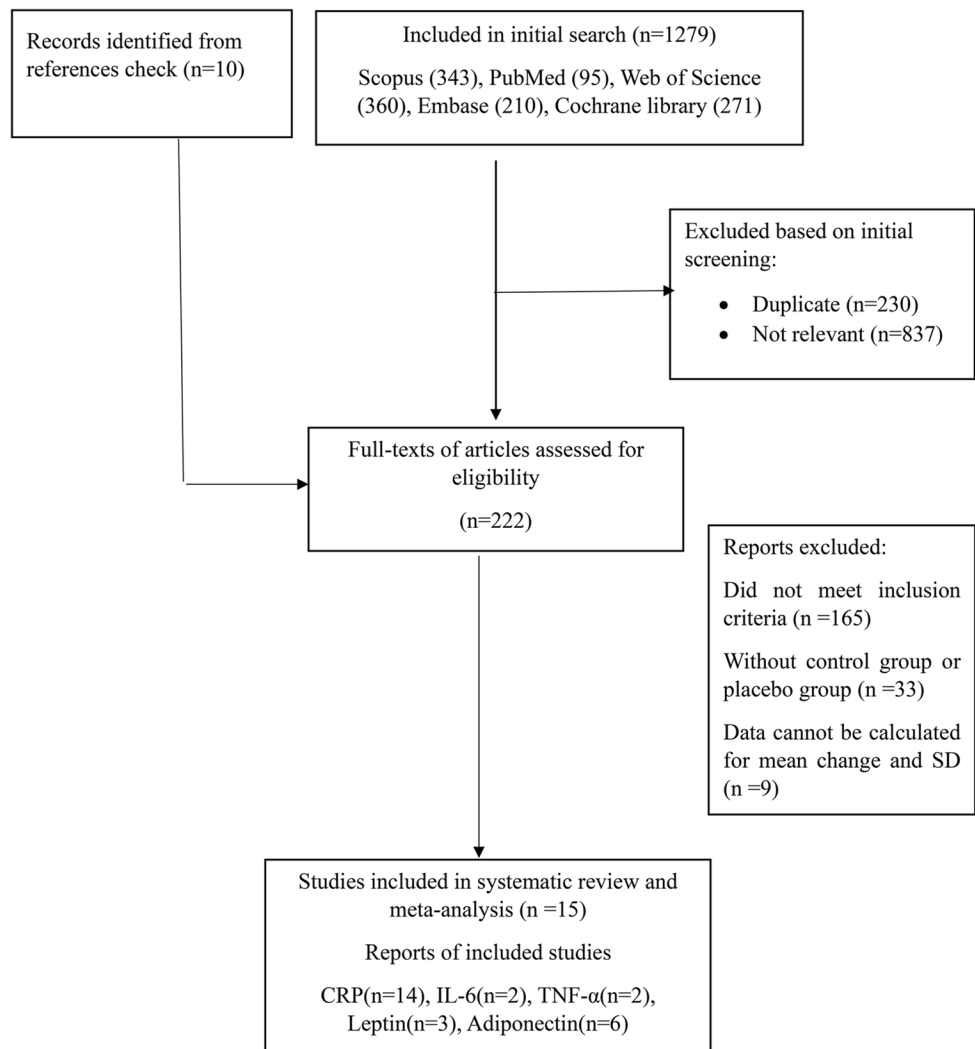 Records identified from
references check (n=10)
Included in initial search (n=1279)
Scopus (343), PubMed (95), Web of Science
(360), Embase (210), Cochrane library (271)
Excluded based on initial
screening:
• Duplicate (n=230)
• Not relevant (n=837)
Full-texts of articles assessed for
eligibility
(n=222)
Reports excluded:
Did not meet inclusion
criteria (n =165)
Without control group or
placebo group (n =33)
Data cannot be calculated
for mean change and SD
(n =9)
Studies included in systematic review and
meta-analysis (n =15)
Reports of included studies
CRP(n=14), IL-6(n=2), TNF-α(n=2),
Leptin(n=3), Adiponectin(n=6)